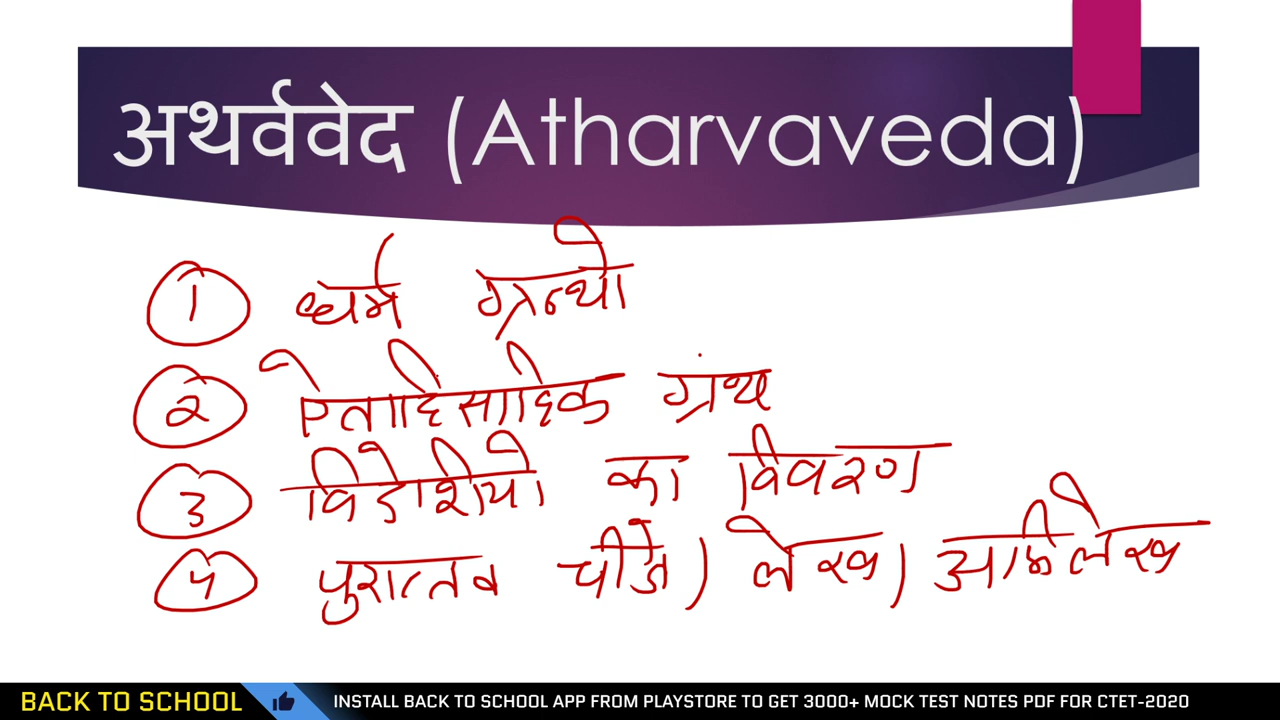 अथर्ववेद (Atharvaveda)
1 धर्म ग्रन्थो
2 ऐताहिसाहिक ग्रंथ
3 विदेशीयो का विवरण
4 पुरात्तव चीजे / लेख / अभिलेख
BACK TO SCHOOL INSTALL BACK TO SCHOOL APP FROM PLAYSTORE TO GET 3000+ MOCK TEST NOTES PDF FOR CTET-2020